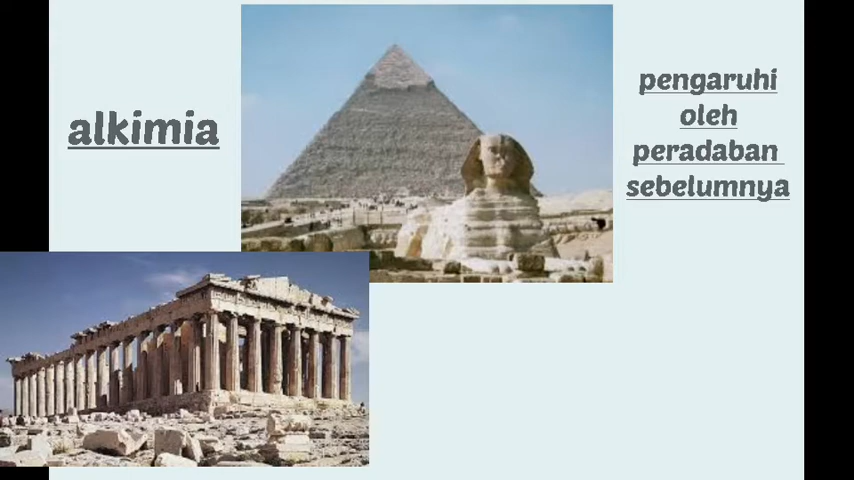 alkimia
pengaruhi
oleh
peradaban
sebelumnya